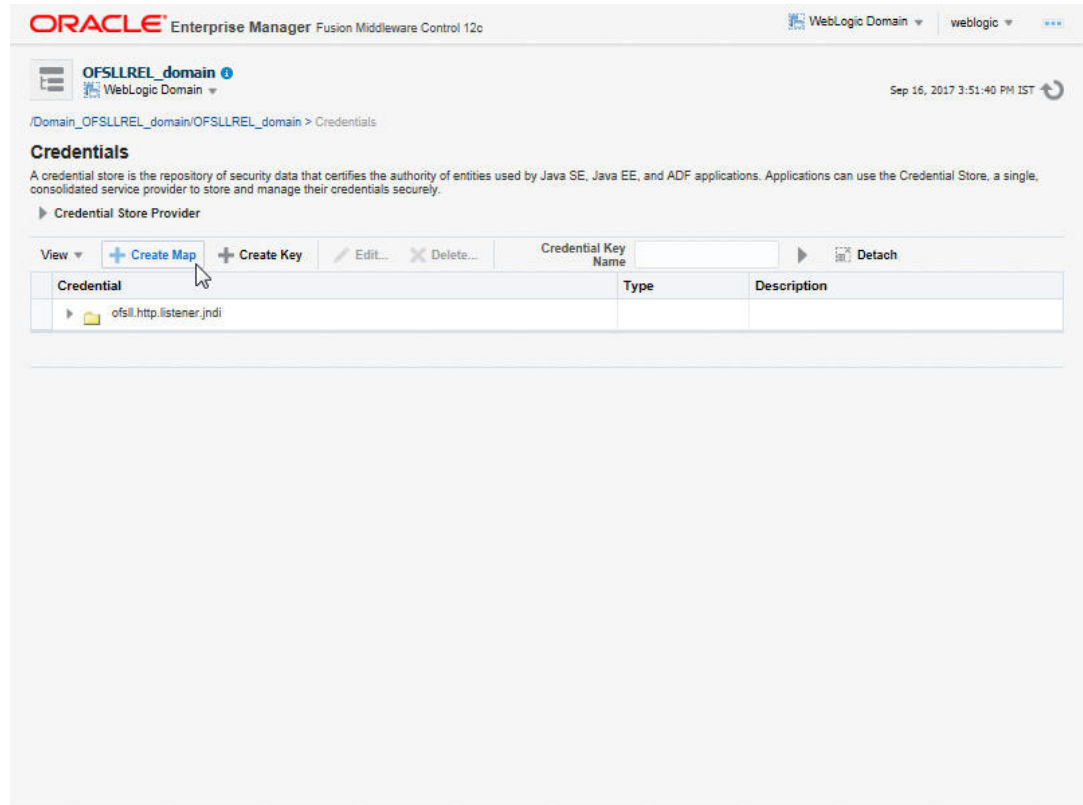 ORACLE Enterprise Manager Fusion Middleware Control 12c
WebLogic Domain
weblogic
OFSLLREL_domain
WebLogic Domain
Sep 16, 2017 3:51:40 PM IST
/Domain_OFSLLREL_domain/OFSLLREL_domain > Credentials
Credentials
A credential store is the repository of security data that certifies the authority of entities used by Java SE, Java EE, and ADF applications. Applications can use the Credential Store, a single,
consolidated service provider to store and manage their credentials securely.
Credential Store Provider
View
Create Map
Create Key
Edit...
Delete...
Credential Key
Name
Detach
Credential
Type
Description
ofsll.http.listener.jndi